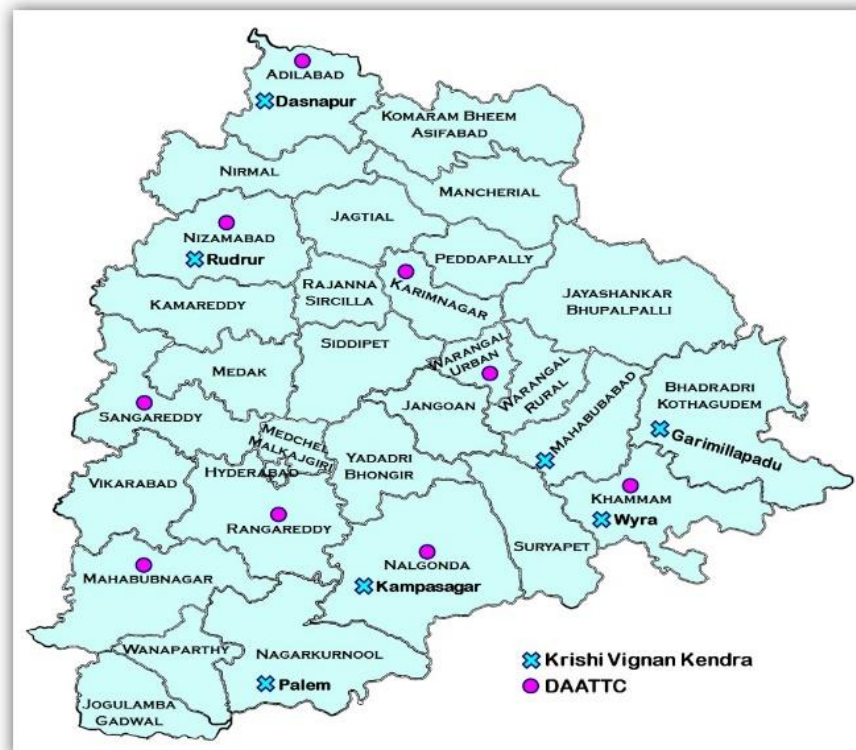 ADILABAD
Dasnapur
KOMARAM BHEEM
ASIFABAD
NIRMAL
MANCHERIAL
JAGTIAL
NIZAMABAD
Rudrur
PEDDAPALLY
KARIMNAGAR
RAJANNA
SIRCILLA
KAMAREDDY
JAYASHANKAR
BHUPALPALLI
SIDDIPET
MEDAK
WARANGAL
URBAN
WARANGAL
RURAL
MAHABUBABAD
BHADRADRI
KOTHAGUDEM
Garimillapadu
SANGAREDDY
JANGOAN
MEDCHEL
MALKAJGIRI
YADADRI
BHONGIR
HYDERABAD
VIKARABAD
KHAMMAM
Wyra
RANGAREDDY
SURYAPET
NALGONDA
Kampasagar
MAHABUBNAGAR
WANAPARTHY
NAGARKURNOOL
Palem
JOGULAMBA
GADWAL
Krishi Vignan Kendra
DAATTC